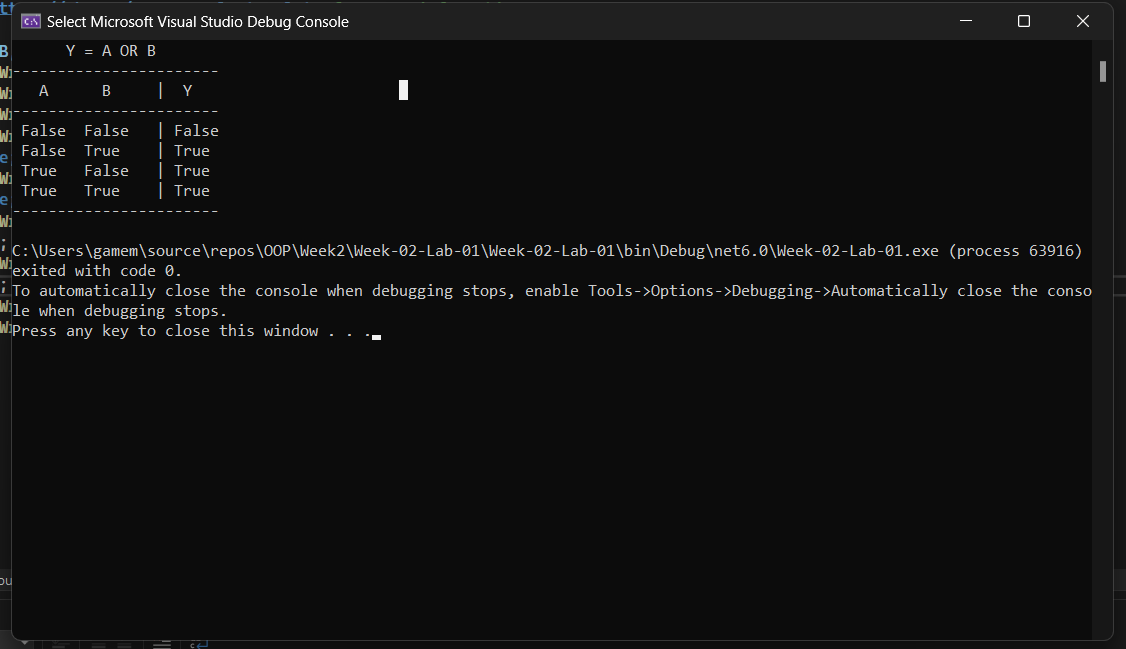 Select Microsoft Visual Studio Debug Console
Y = A OR B
-----------------------
A      B     |  Y
-----------------------
False  False   | False
False  True    | True
True   False   | True
True   True    | True
-----------------------
C:\Users\gamem\source\repos\OOP\Week2\Week-02-Lab-01\Week-02-Lab-01\bin\Debug\net6.0\Week-02-Lab-01.exe (process 63916)
exited with code 0.
To automatically close the console when debugging stops, enable Tools->Options->Debugging->Automatically close the conso
le when debugging stops.
Press any key to close this window . . .